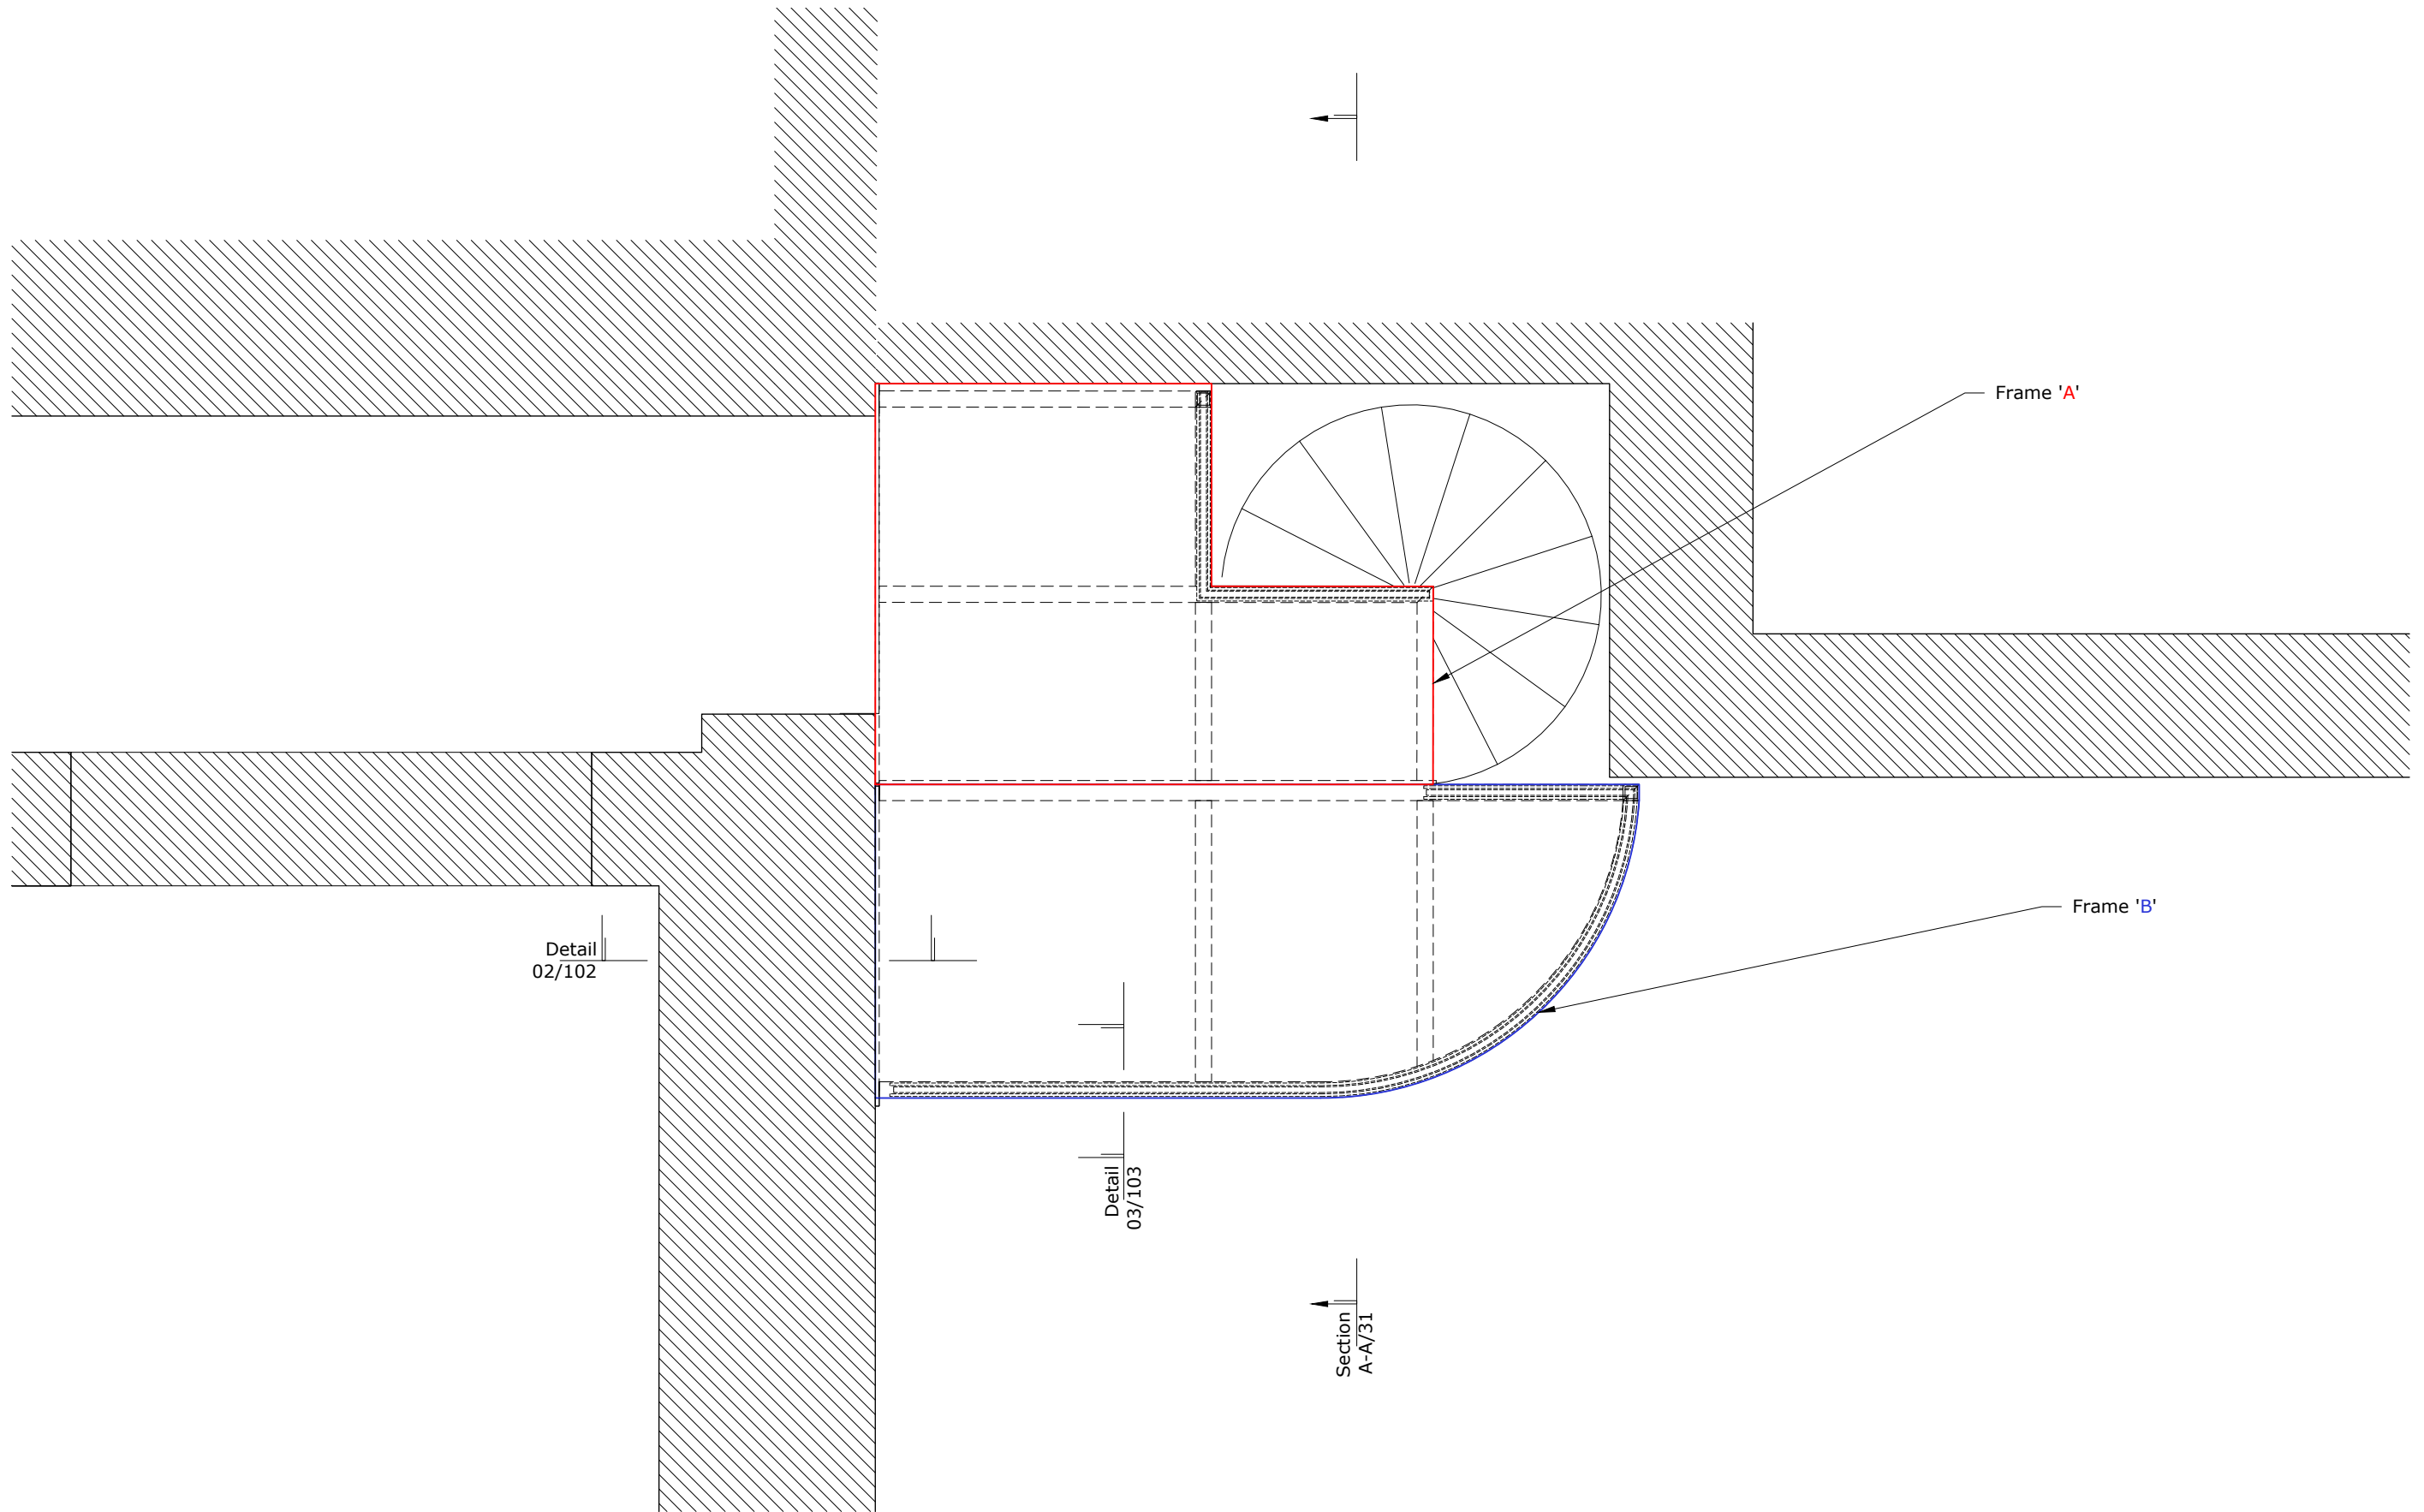 Frame 'A'
Frame 'B'
Detail
02/102
Detail
03/103
Section
A-A/31